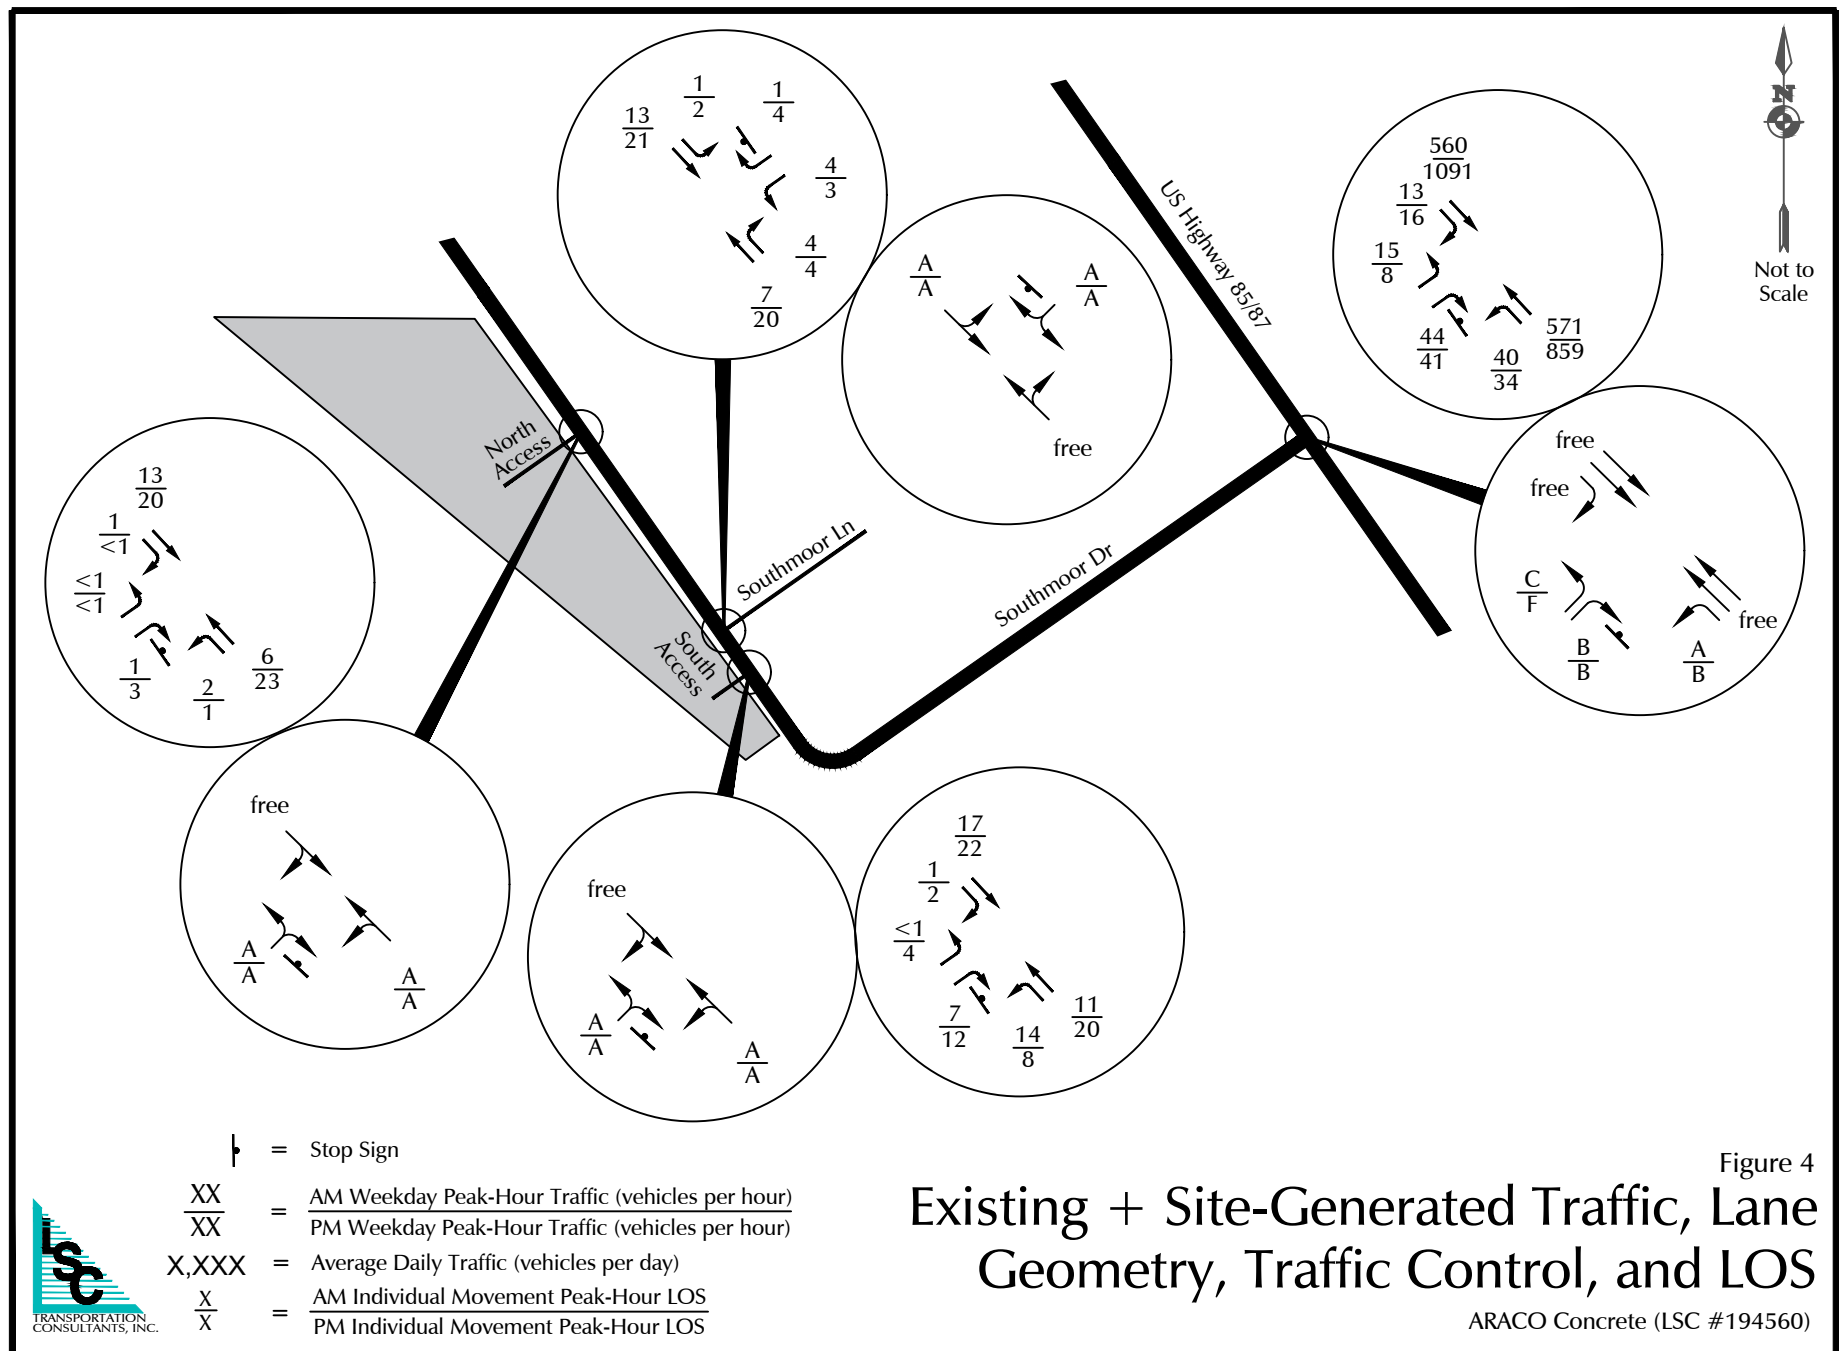 N
Not to
Scale
1
2
1
4
13
21
4
3
4
4
7
20
A
A
A
A
free
US Highway 85/87
560
1091
13
16
15
8
44
41
40
34
571
859
free
free
C
F
B
B
A
B
free
North
Access
Southmoor Ln
South
Access
Southmoor Dr
13
20
1
<1
<1
<1
1
3
2
1
6
23
free
A
A
A
A
free
A
A
A
A
17
22
1
2
<1
4
7
12
14
8
11
20
= Stop Sign
XX
XX
=
AM Weekday Peak-Hour Traffic (vehicles per hour)
PM Weekday Peak-Hour Traffic (vehicles per hour)
X,XXX = Average Daily Traffic (vehicles per day)
X
X
=
AM Individual Movement Peak-Hour LOS
PM Individual Movement Peak-Hour LOS
LSC
TRANSPORTATION
CONSULTANTS, INC.
Figure 4
Existing + Site-Generated Traffic, Lane
Geometry, Traffic Control, and LOS
ARACO Concrete (LSC #194560)